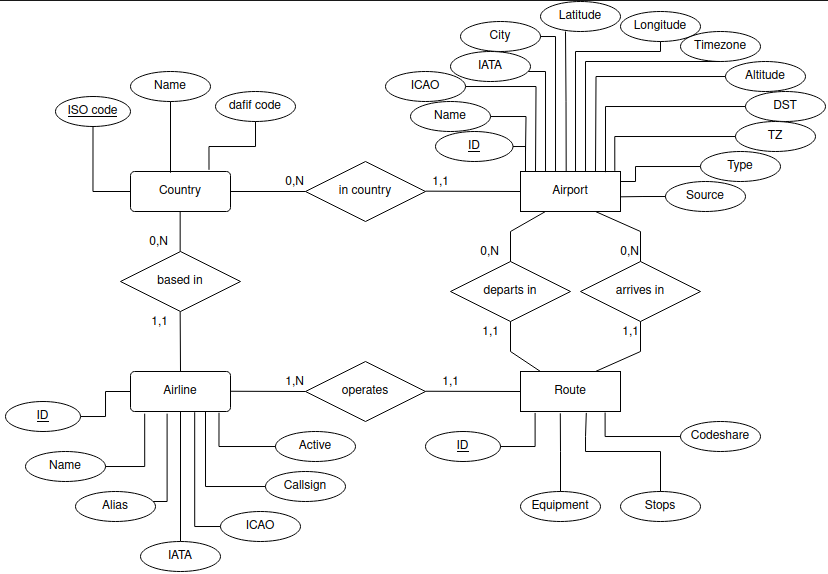 Latitude
Longitude
City
Timezone
IATA
Altitude
ICAO
Name
ISO code
dafif code
DST
Name
TZ
ID
Type
Source
Country
0,N
in country
1,1
Airport
0,N
0,N
0,N
based in
departs in
arrives in
1,1
1,1
1,1
Airline
1,N
operates
1,1
Route
ID
Active
ID
Codeshare
Name
Callsign
Alias
Equipment
Stops
ICAO
IATA